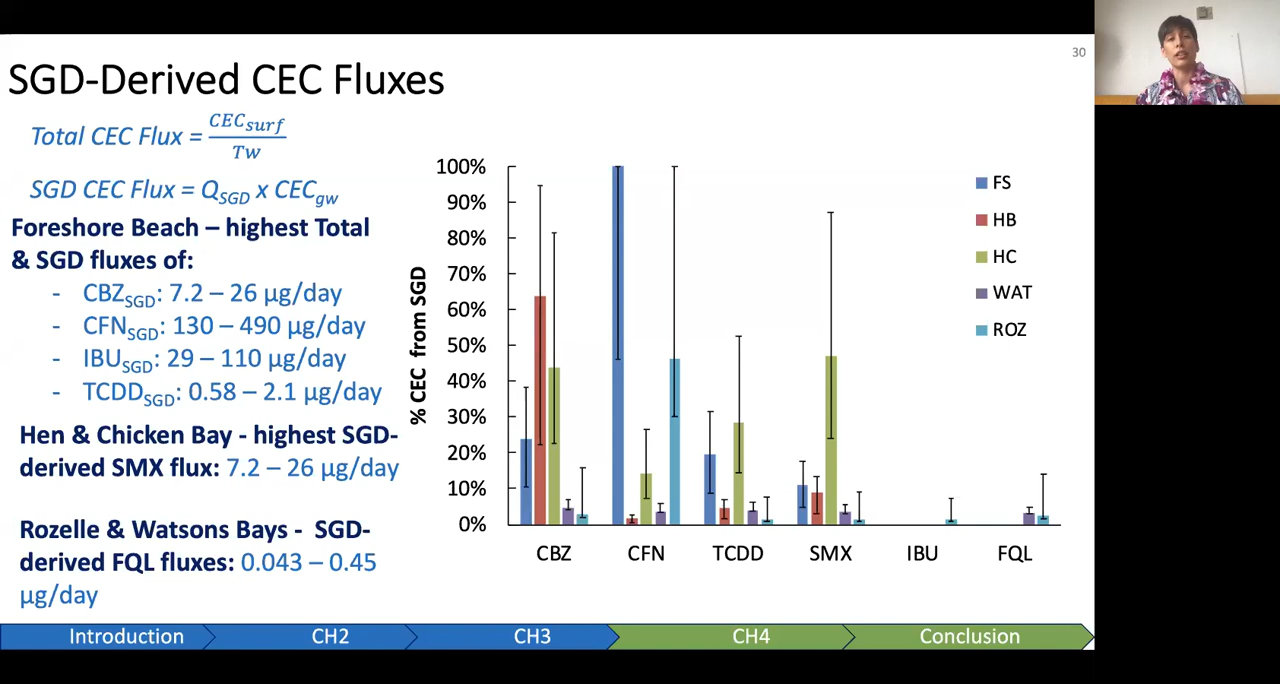 30
SGD-Derived CEC Fluxes
Total CEC Flux = CECsurf / Tw
SGD CEC Flux = QSGD x CECgw
Foreshore Beach – highest Total
& SGD fluxes of:
- CBZSGD: 7.2 – 26 µg/day
- CFNSGD: 130 – 490 µg/day
- IBUSGD: 29 – 110 µg/day
- TCDDSGD: 0.58 – 2.1 µg/day
Hen & Chicken Bay - highest SGD-
derived SMX flux: 7.2 – 26 µg/day
Rozelle & Watsons Bays - SGD-
derived FQL fluxes: 0.043 – 0.45
µg/day
% CEC from SGD
100%
90%
80%
70%
60%
50%
40%
30%
20%
10%
0%
CBZ CFN TCDD SMX IBU FQL
FS
HB
HC
WAT
ROZ
Introduction CH2 CH3 CH4 Conclusion